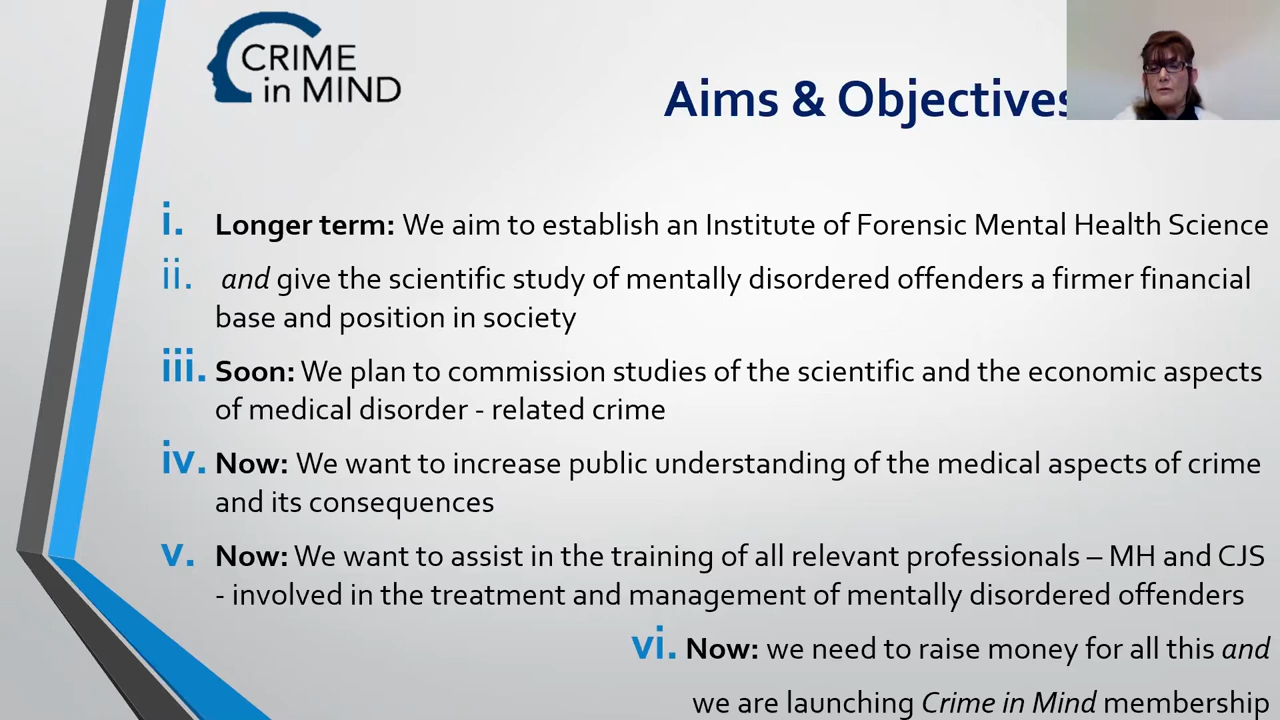 CRIME
in MIND
Aims & Objectives
i. Longer term: We aim to establish an Institute of Forensic Mental Health Science
ii. and give the scientific study of mentally disordered offenders a firmer financial
base and position in society
iii. Soon: We plan to commission studies of the scientific and the economic aspects
of medical disorder - related crime
iv. Now: We want to increase public understanding of the medical aspects of crime
and its consequences
v. Now: We want to assist in the training of all relevant professionals – MH and CJS
- involved in the treatment and management of mentally disordered offenders
vi. Now: we need to raise money for all this and
we are launching Crime in Mind membership